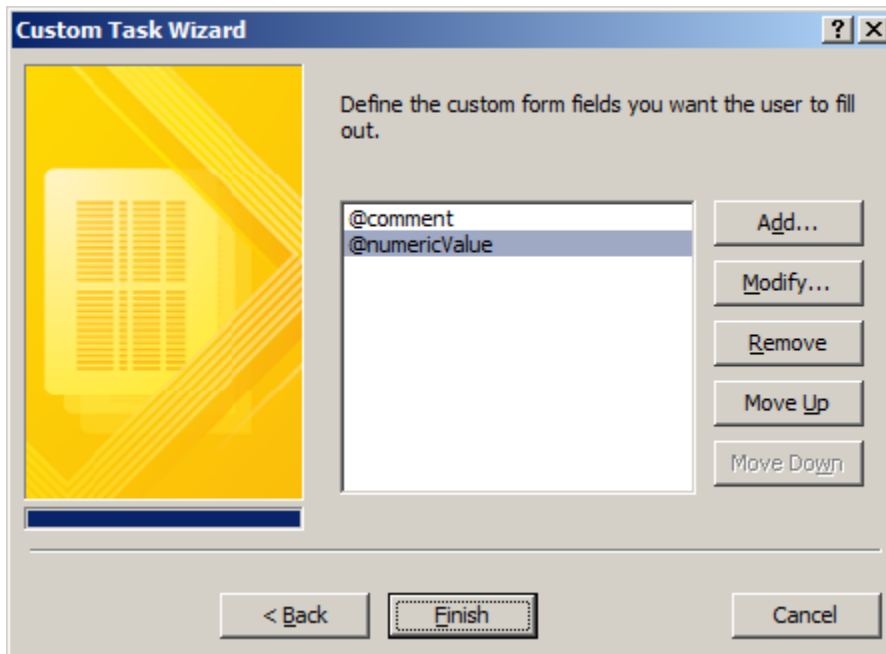 Custom Task Wizard
?
Define the custom form fields you want the user to fill
out.
@comment
@numericValue
Add...
Modify...
Remove
Move Up
Move Down
< Back
Finish
Cancel